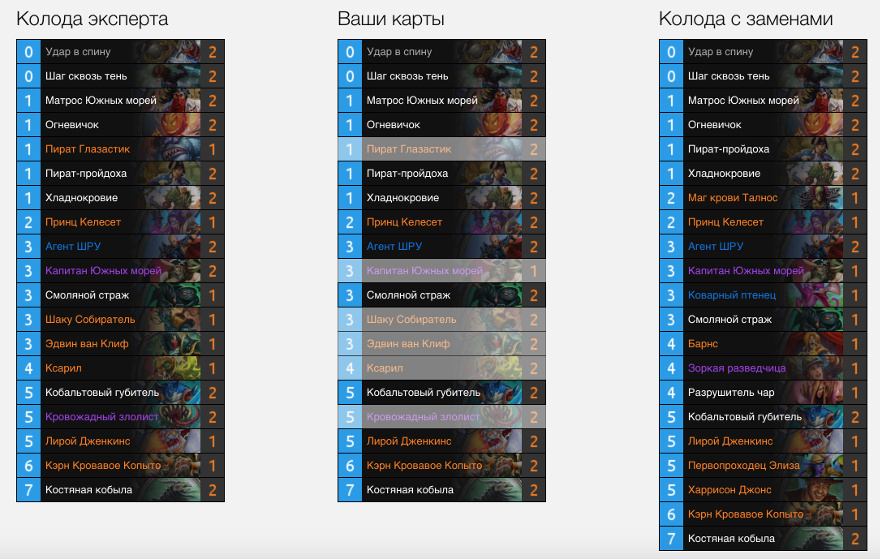 Колода эксперта
0 Удар в спину 2
0 Шаг сквозь тень 2
1 Матрос Южных морей 2
1 Огневичок 2
1 Пират Глазастик 1
1 Пират-пройдоха 2
1 Хладнокровие 2
2 Принц Келесет 1
3 Агент ШРУ 2
3 Капитан Южных морей 2
3 Смоляной страж 1
3 Шаку Собиратель 1
3 Эдвин ван Клиф 1
4 Ксарил 1
5 Кобальтовый губитель 2
5 Кровожадный злолист 2
5 Лирой Дженкинс 1
6 Кэрн Кровавое Копыто 1
7 Костяная кобыла 2
Ваши карты
0 Удар в спину 2
0 Шаг сквозь тень 2
1 Матрос Южных морей 2
1 Огневичок 2
1 Пират Глазастик 2
1 Пират-пройдоха 2
1 Хладнокровие 2
2 Принц Келесет 2
3 Агент ШРУ 2
3 Капитан Южных морей 1
3 Смоляной страж 2
3 Шаку Собиратель 2
3 Эдвин ван Клиф 2
4 Ксарил 2
5 Кобальтовый губитель 2
5 Кровожадный злолист 2
5 Лирой Дженкинс 2
6 Кэрн Кровавое Копыто 2
7 Костяная кобыла 2
Колода с заменами
0 Удар в спину 2
0 Шаг сквозь тень 2
1 Матрос Южных морей 2
1 Огневичок 2
1 Пират-пройдоха 2
1 Хладнокровие 2
2 Маг крови Талнос 1
2 Принц Келесет 1
3 Агент ШРУ 2
3 Капитан Южных морей 1
3 Коварный птенец 1
3 Смоляной страж 1
4 Барнс 1
4 Зоркая разведчица 1
4 Разрушитель чар 1
5 Кобальтовый губитель 2
5 Лирой Дженкинс 1
5 Первопроходец Элиза 1
5 Харрисон Джонс 1
6 Кэрн Кровавое Копыто 1
7 Костяная кобыла 2